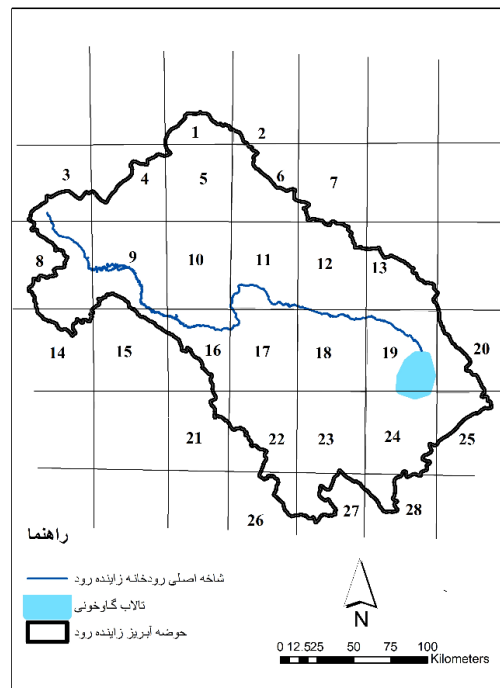 1 2
3 4 5 6 7
8 9 10 11 12 13
14 15 16 17 18 19 20
21 22 23 24 25
26 27 28
راهنما
شاخه اصلی رودخانه زاینده رود
تالاب گاوخونی
حوضه آبریز زاینده رود
N
0 12.525 50 75 100
Kilometers